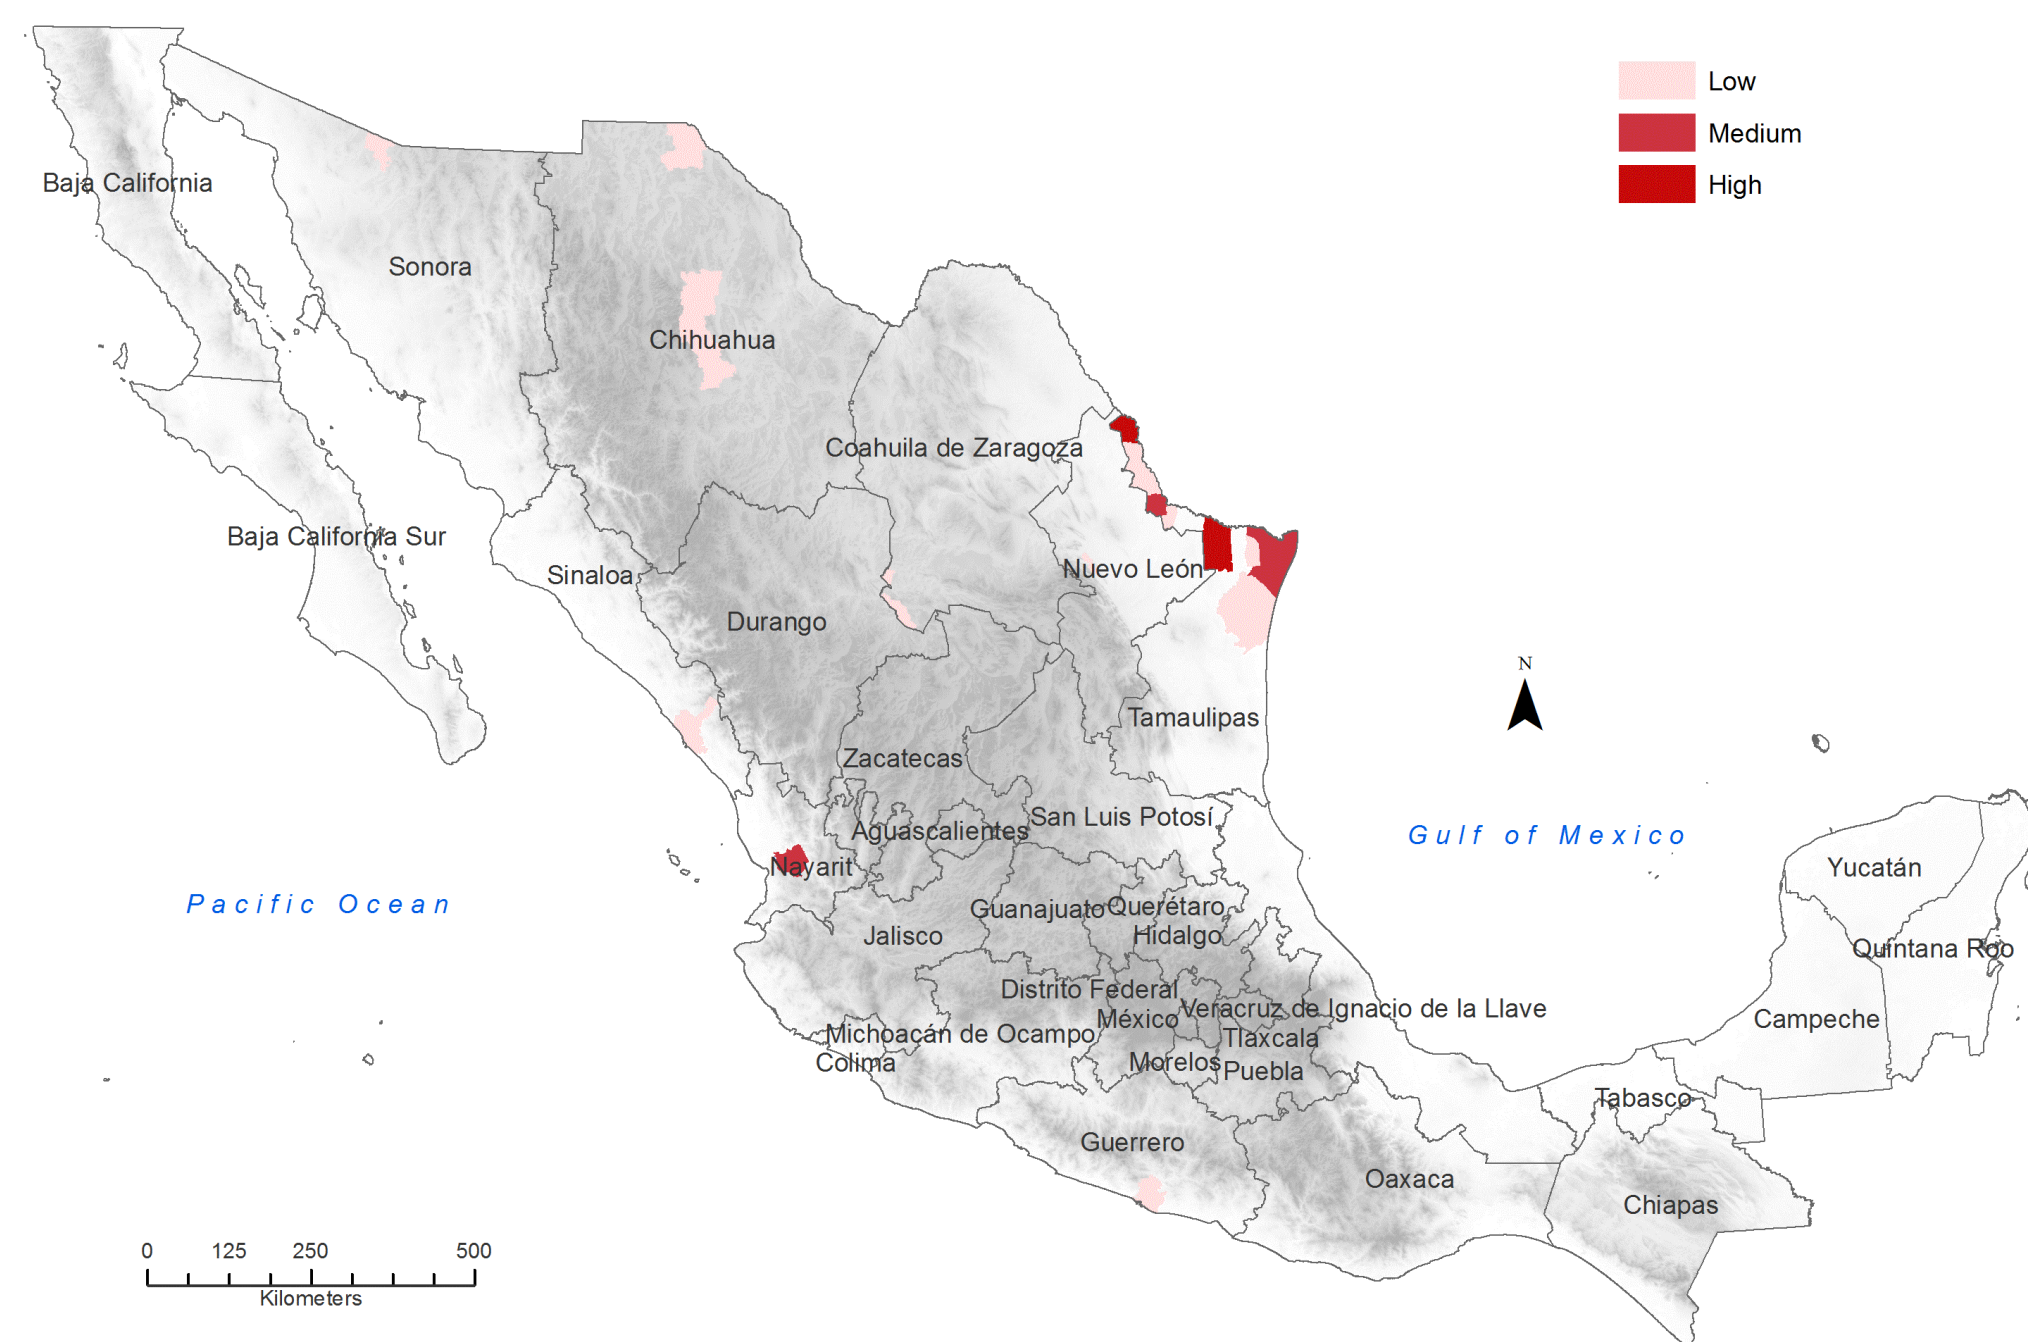 Low
Medium
High
Baja California
Sonora
Chihuahua
Coahuila de Zaragoza
Baja California Sur
Sinaloa
Nuevo León
Durango
N
Tamaulipas
Zacatecas
San Luis Potosí
Aguascalientes
Gulf of Mexico
Nayarit
Yucatán
Pacific Ocean
Guanajuato
Querétaro
Jalisco
Hidalgo
Quintana Roo
Distrito Federal
Veracruz de Ignacio de la Llave
México
Campeche
Michoacán de Ocampo
Tlaxcala
Colima
Morelos
Puebla
Tabasco
Guerrero
Oaxaca
Chiapas
0 125 250 500
Kilometers